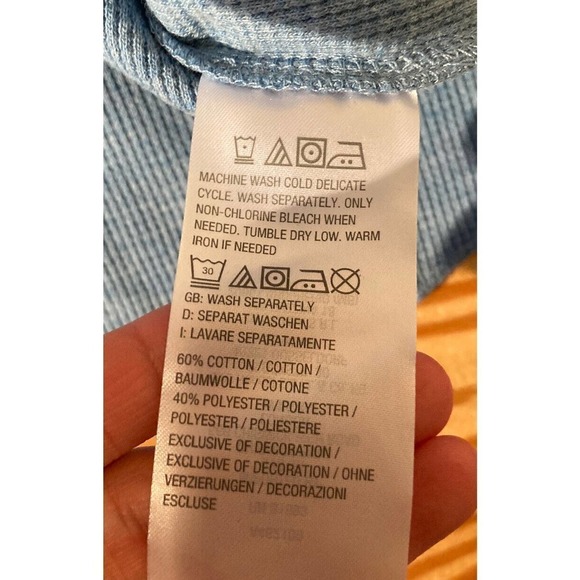 MACHINE WASH COLD DELICATE
CYCLE. WASH SEPARATELY. ONLY
NON-CHLORINE BLEACH WHEN
NEEDED. TUMBLE DRY LOW. WARM
IRON IF NEEDED
30
GB: WASH SEPARATELY
D: SEPARAT WASCHEN
I: LAVARE SEPARATAMENTE
60% COTTON / COTTON /
BAUMWOLLE / COTONE
40% POLYESTER / POLYESTER /
POLYESTER / POLIESTERE
EXCLUSIVE OF DECORATION /
EXCLUSIVE OF DECORATION / OHNE
VERZIERUNGEN / DECORAZIONI
ESCLUSE